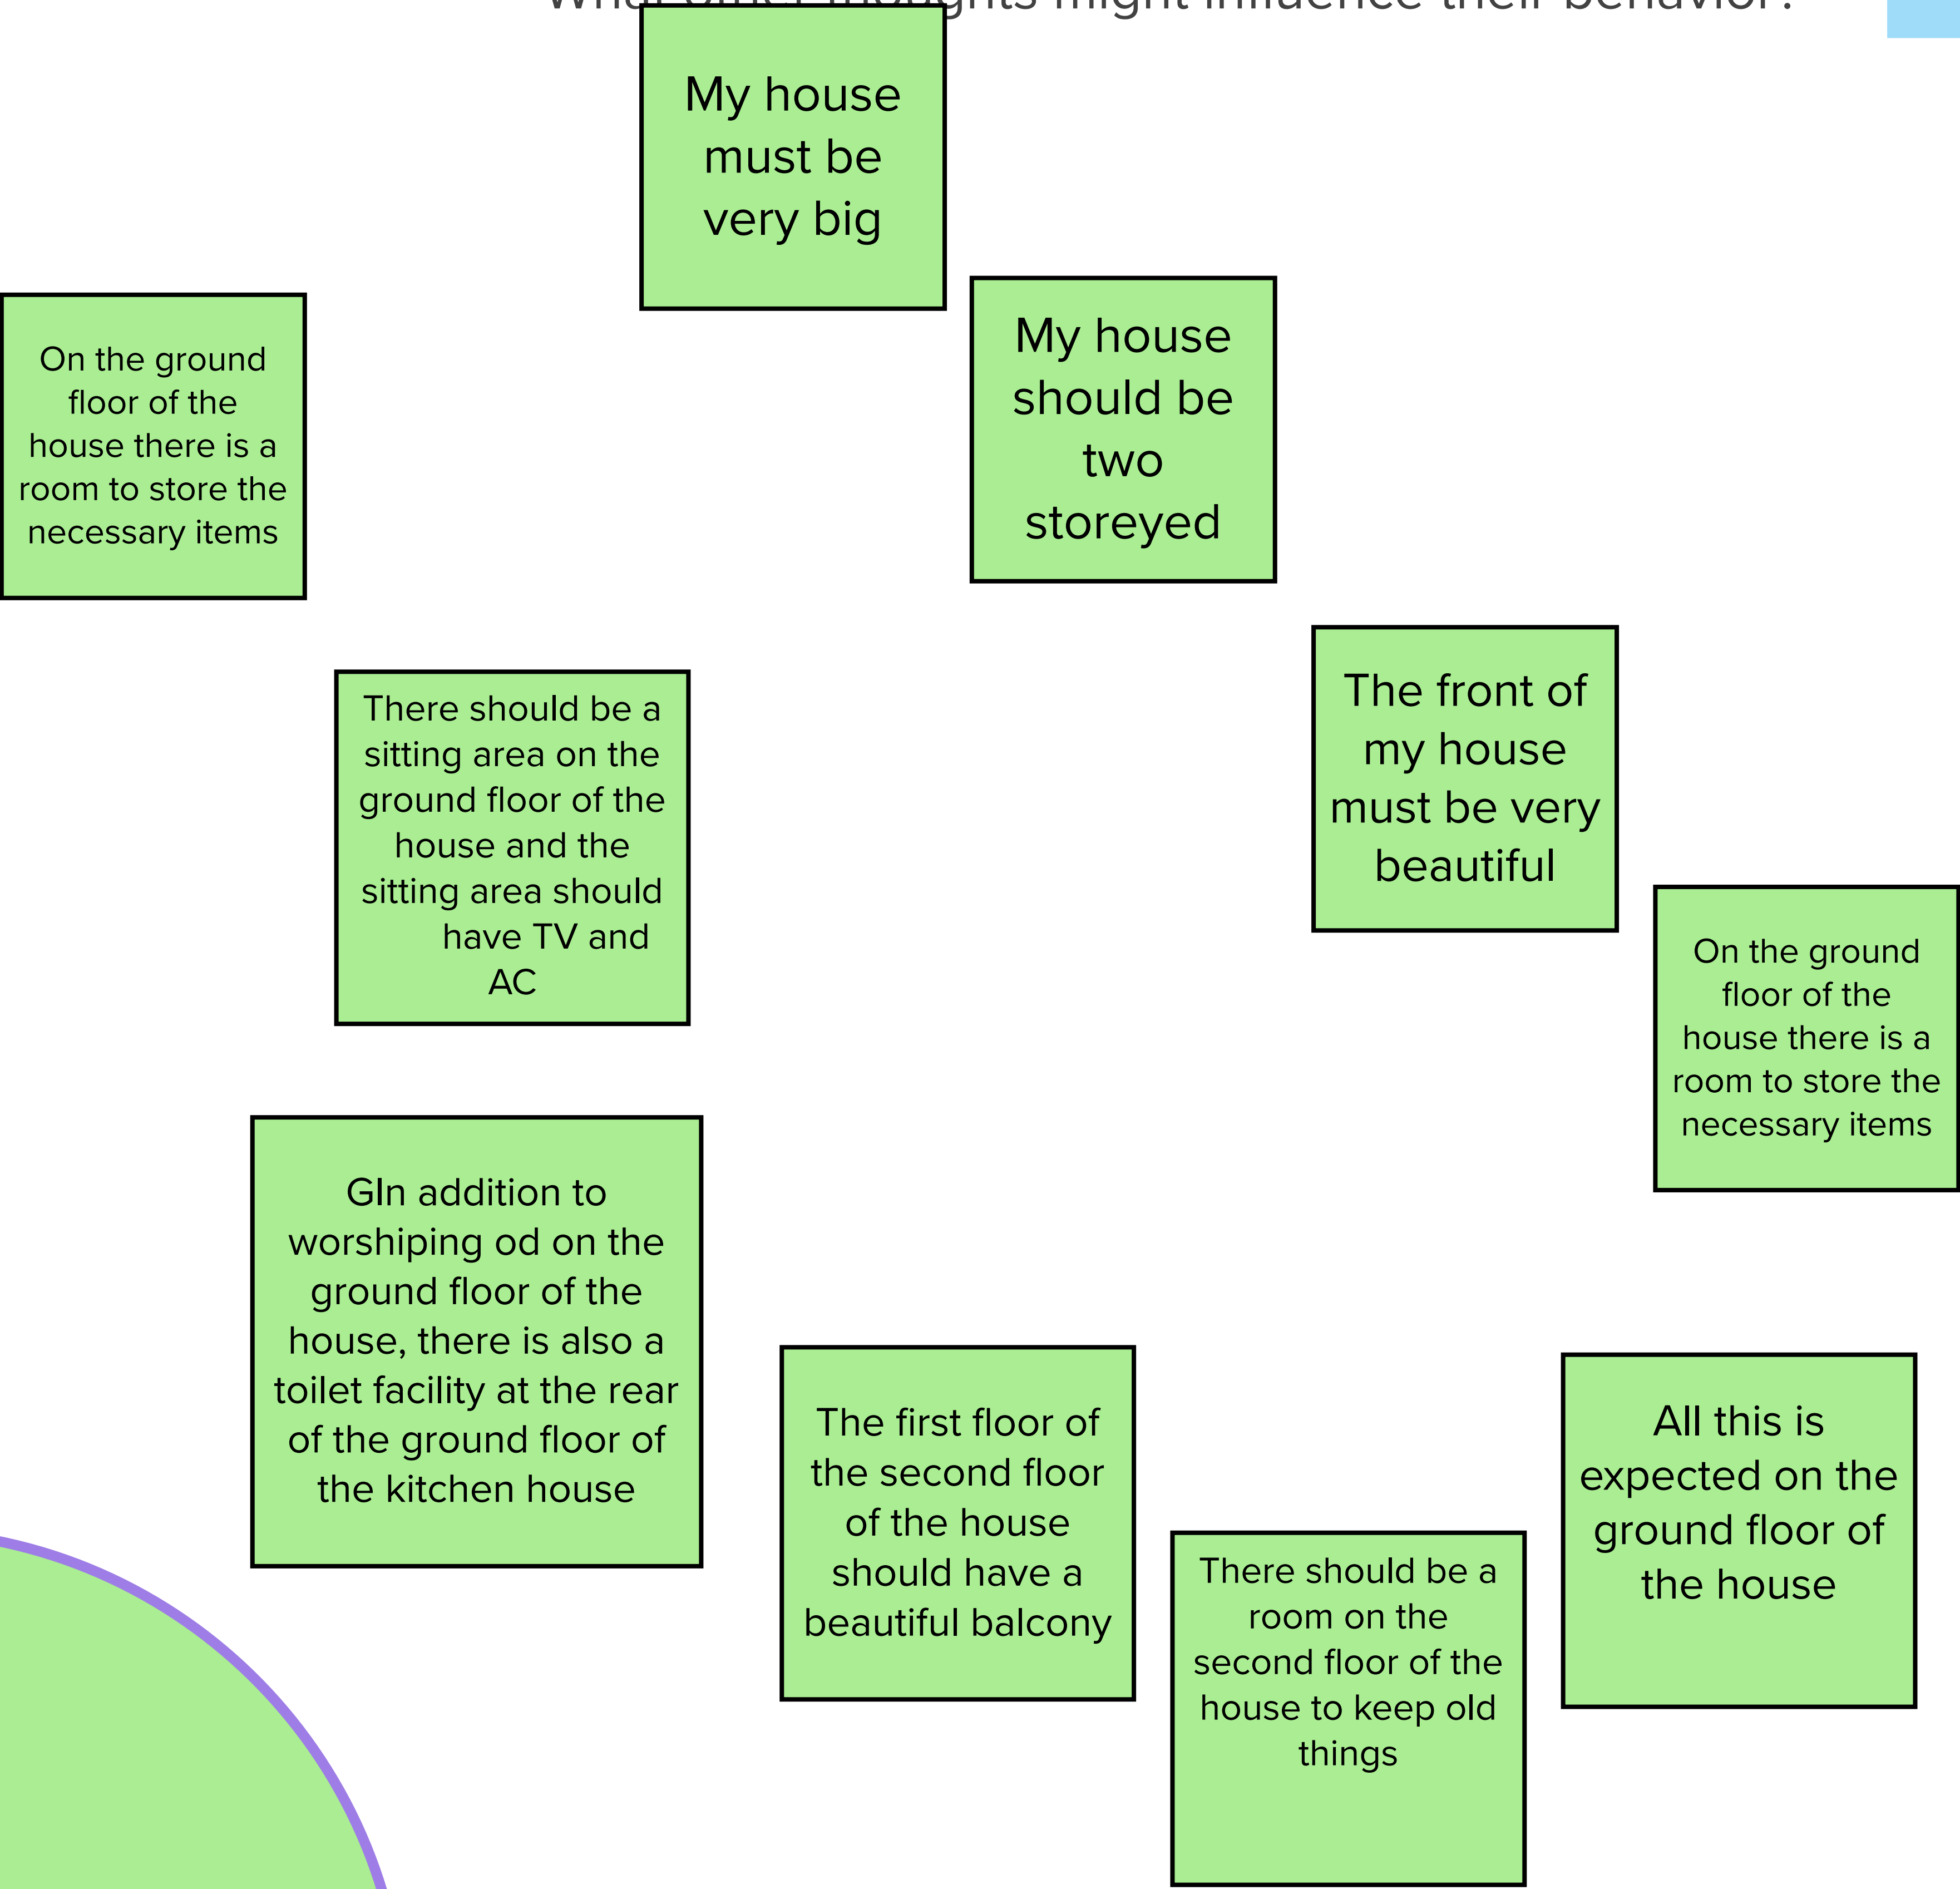 What other thoughts might influence their behavior?
My house
must be
very big
My house
should be
two
storeyed
On the ground
floor of the
house there is a
room to store the
necessary items
The front of
my house
must be very
beautiful
There should be a
sitting area on the
ground floor of the
house and the
sitting area should
have TV and
AC
On the ground
floor of the
house there is a
room to store the
necessary items
GIn addition to
worshiping od on the
ground floor of the
house, there is also a
toilet facility at the rear
of the ground floor of
the kitchen house
The first floor of
the second floor
of the house
should have a
beautiful balcony
All this is
expected on the
ground floor of
the house
There should be a
room on the
second floor of the
house to keep old
things